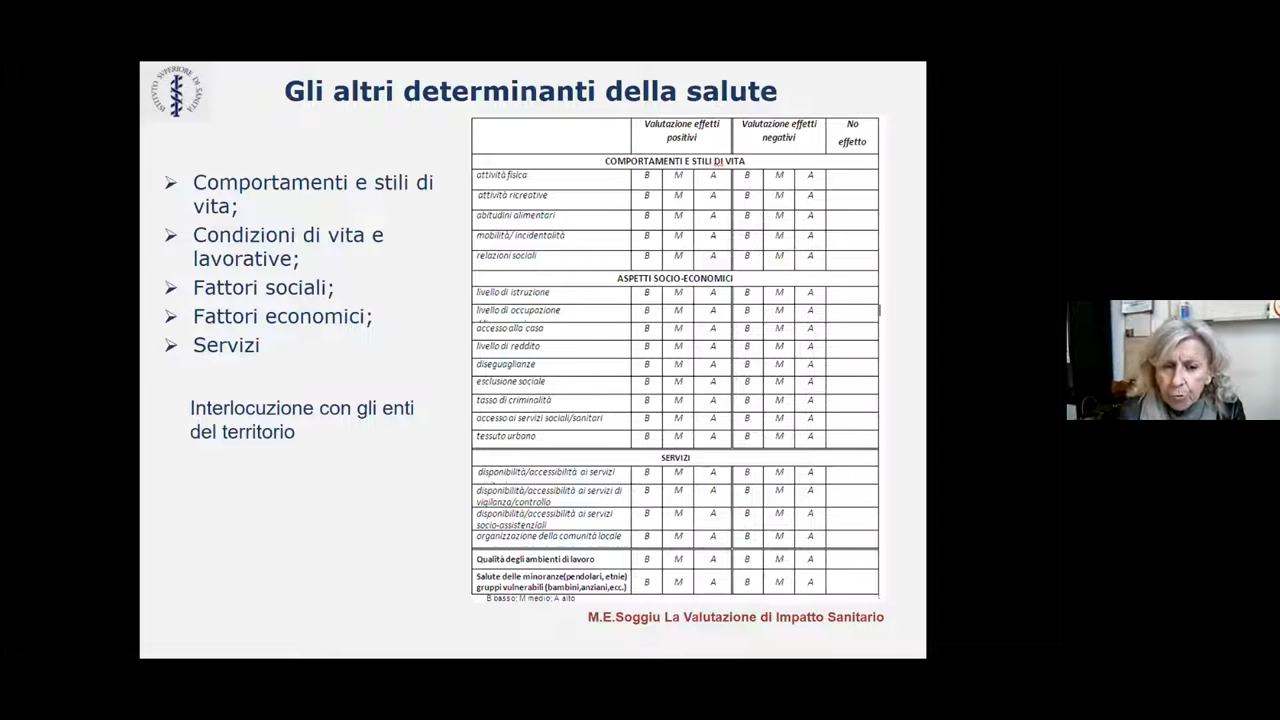 ISTITUTO SUPERIORE DI SANITÀ
Gli altri determinanti della salute
Comportamenti e stili di
vita;
Condizioni di vita e
lavorative;
Fattori sociali;
Fattori economici;
Servizi
Interlocuzione con gli enti
del territorio
Valutazione effetti positivi Valutazione effetti negativi No effetto
COMPORTAMENTI E STILI DI VITA
attività fisica B M A B M A
attività ricreative B M A B M A
abitudini alimentari B M A B M A
mobilità/ incidentalità B M A B M A
relazioni sociali B M A B M A
ASPETTI SOCIO-ECONOMICI
livello di istruzione B M A B M A
livello di occupazione B M A B M A
accesso alla casa B M A B M A
livello di reddito B M A B M A
diseguaglianze B M A B M A
esclusione sociale B M A B M A
tasso di criminalità B M A B M A
accesso ai servizi sociali/sanitari B M A B M A
tessuto urbano B M A B M A
SERVIZI
disponibilità/accessibilità ai servizi B M A B M A
disponibilità/accessibilità ai servizi di vigilanza/controllo B M A B M A
disponibilità/accessibilità ai servizi socio-assistenziali B M A B M A
organizzazione della comunità locale B M A B M A
Qualità degli ambienti di lavoro B M A B M A
Salute delle minoranze(pendolari, etnie) gruppi vulnerabili (bambini,anziani,ecc.) B M A B M A
B basso; M medio; A alto
M.E.Soggiu La Valutazione di Impatto Sanitario